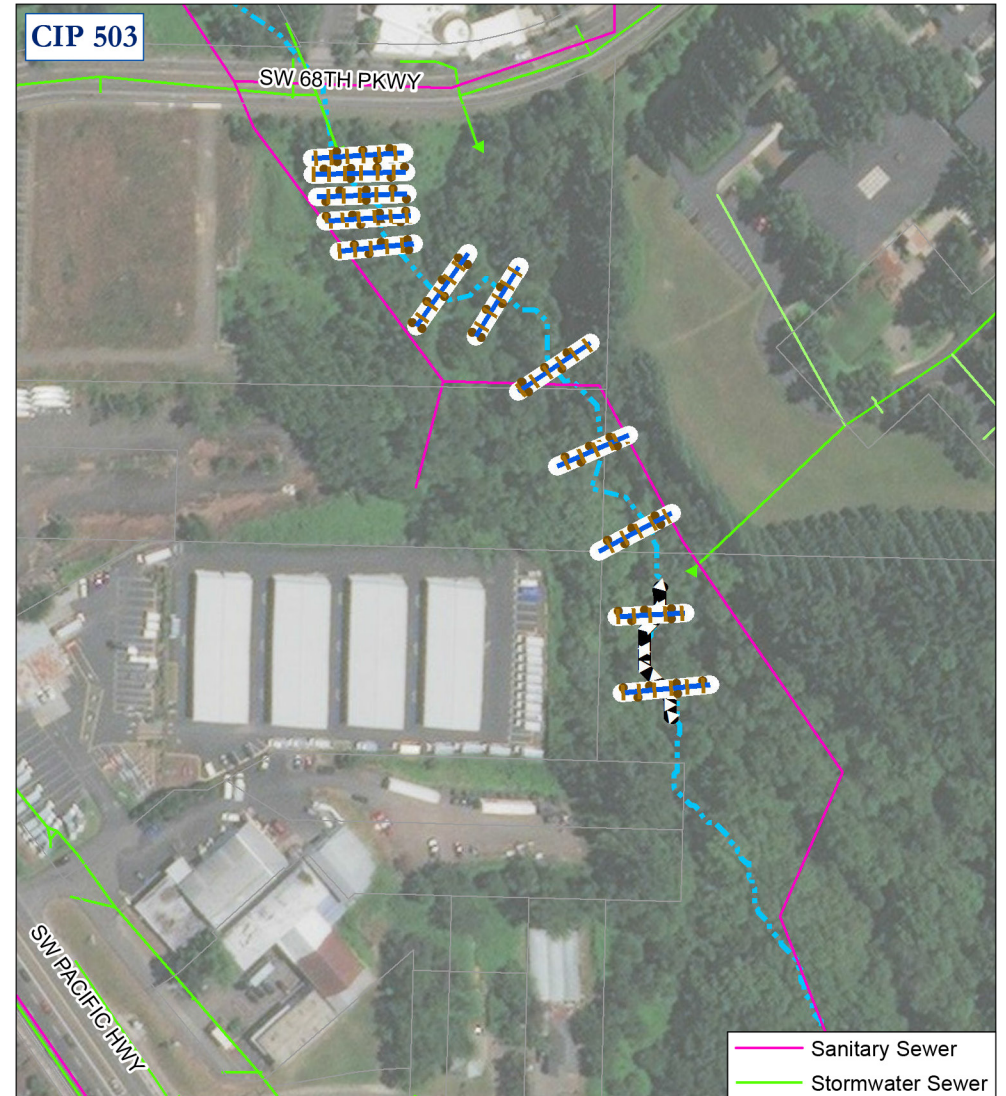 CIP 503
SW 68TH PKWY
SW PACIFIC HWY
Sanitary Sewer
Stormwater Sewer